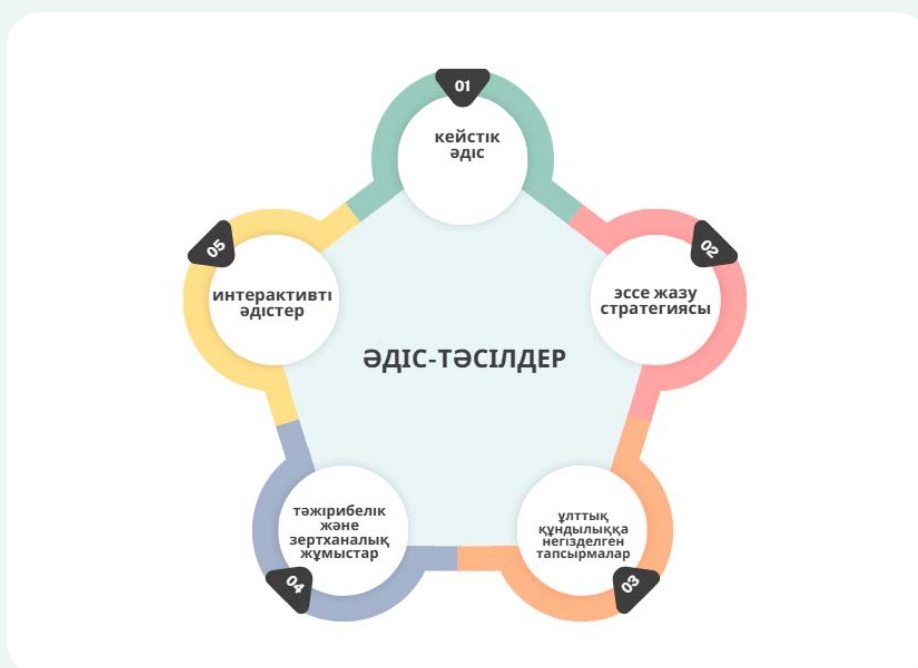 01
кейстік
әдіс
02
эссе жазу
стратегиясы
ӘДІС-ТӘСІЛДЕР
03
ұлттық
құндылыққа
негізделген
тапсырмалар
04
тәжірибелік
және
зертханалық
жұмыстар
05
интерактивті
әдістер